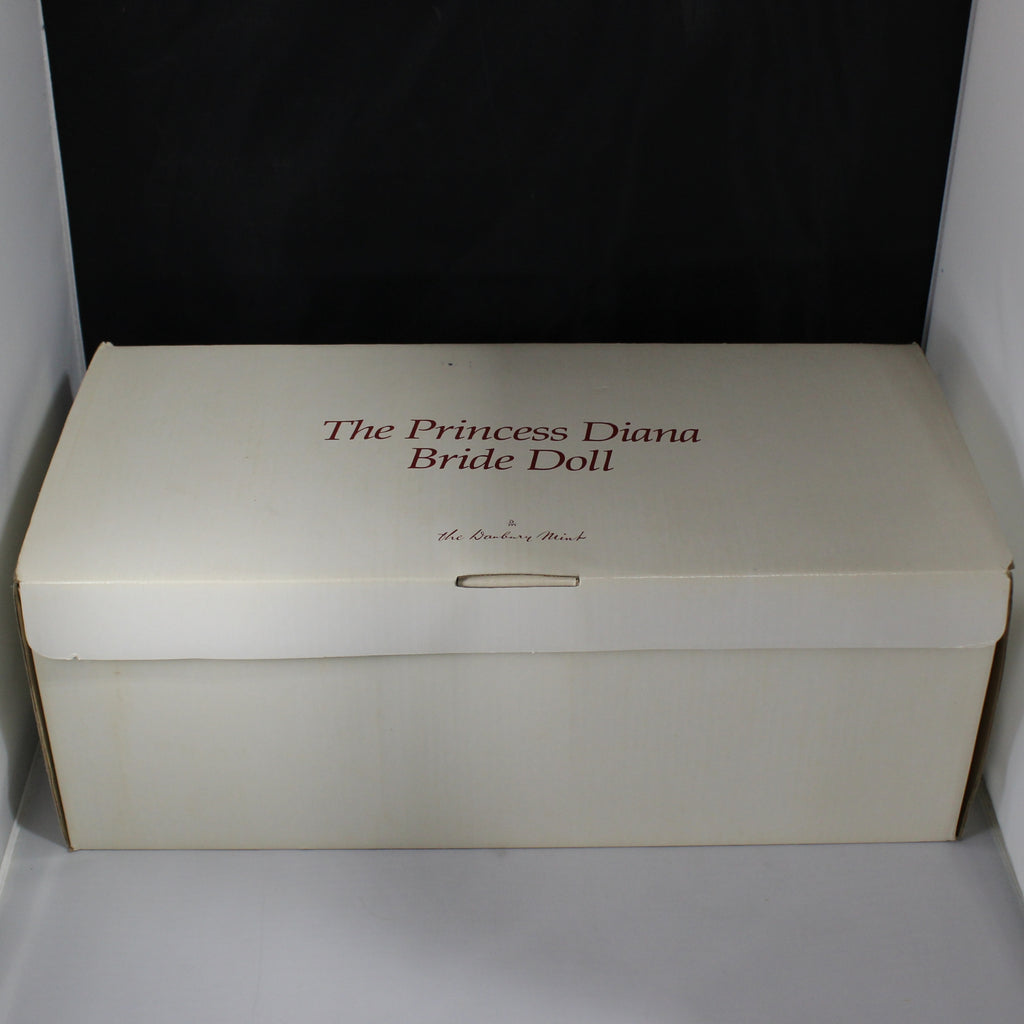 The Princess Diana
Bride Doll
The Danbury Mint